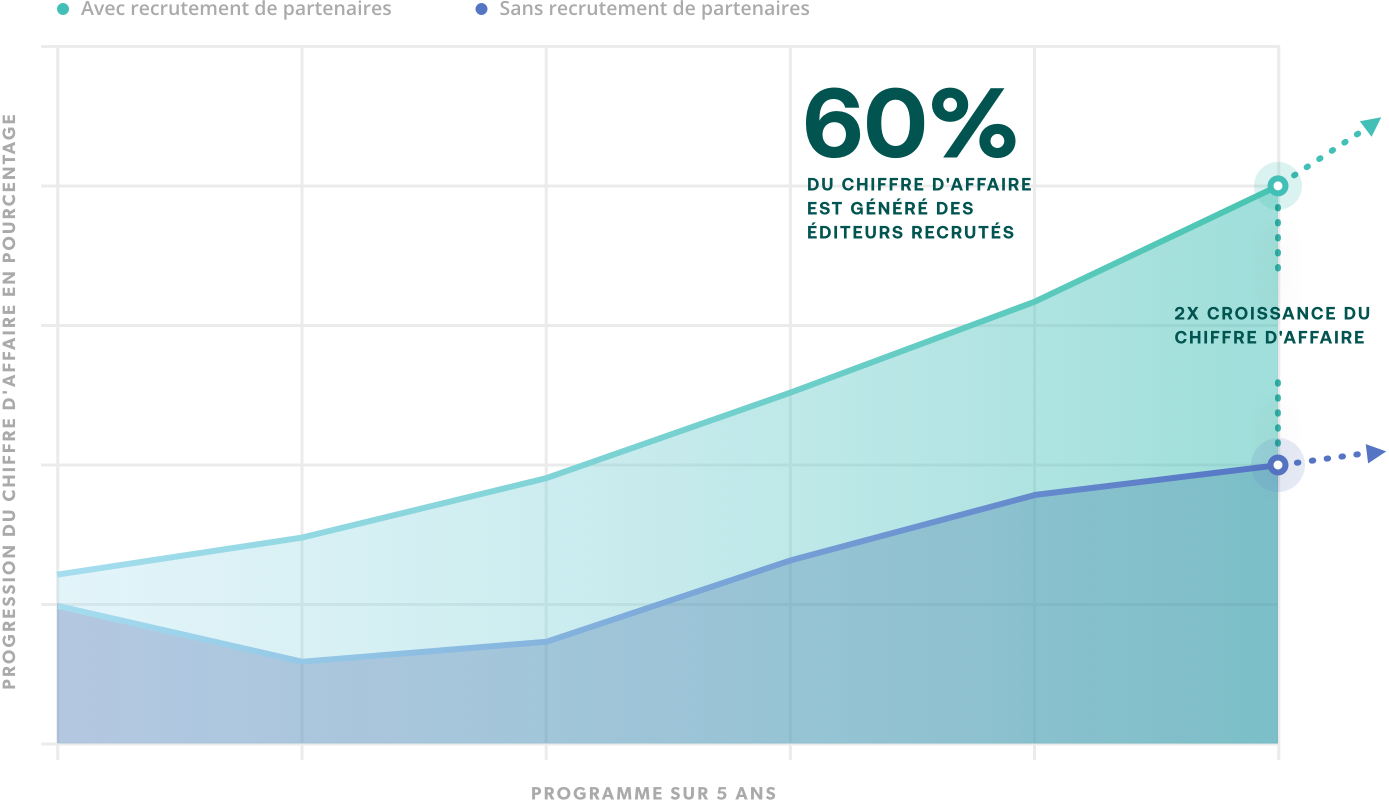 Avec recrutement de partenaires
Sans recrutement de partenaires
PROGRESSION DU CHIFFRE D'AFFAIRE EN POURCENTAGE
60%
DU CHIFFRE D'AFFAIRE
EST GÉNÉRÉ DES
ÉDITEURS RECRUTÉS
2X CROISSANCE DU
CHIFFRE D'AFFAIRE
PROGRAMME SUR 5 ANS